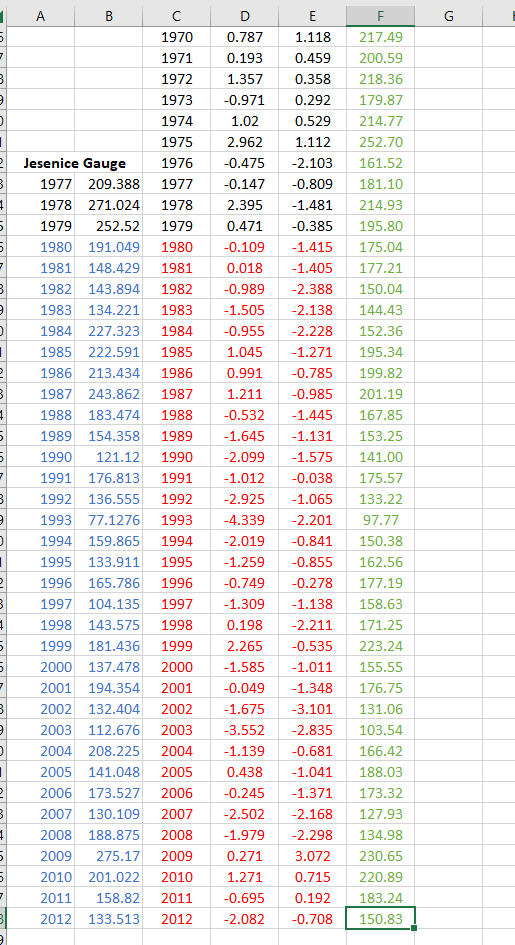 A B C D E F G
1970 0.787 1.118 217.49
1971 0.193 0.459 200.59
1972 1.357 0.358 218.36
1973 -0.971 0.292 179.87
1974 1.02 0.529 214.77
1975 2.962 1.112 252.70
Jesenice Gauge 1976 -0.475 -2.103 161.52
1977 209.388 1977 -0.147 -0.809 181.10
1978 271.024 1978 2.395 -1.481 214.93
1979 252.52 1979 0.471 -0.385 195.80
1980 191.049 1980 -0.109 -1.415 175.04
1981 148.429 1981 0.018 -1.405 177.21
1982 143.894 1982 -0.989 -2.388 150.04
1983 134.221 1983 -1.505 -2.138 144.43
1984 227.323 1984 -0.955 -2.228 152.36
1985 222.591 1985 1.045 -1.271 195.34
1986 213.434 1986 0.991 -0.785 199.82
1987 243.862 1987 1.211 -0.985 201.19
1988 183.474 1988 -0.532 -1.445 167.85
1989 154.358 1989 -1.645 -1.131 153.25
1990 121.12 1990 -2.099 -1.575 141.00
1991 176.813 1991 -1.012 -0.038 175.57
1992 136.555 1992 -2.925 -1.065 133.22
1993 77.1276 1993 -4.339 -2.201 97.77
1994 159.865 1994 -2.019 -0.841 150.38
1995 133.911 1995 -1.259 -0.855 162.56
1996 165.786 1996 -0.749 -0.278 177.19
1997 104.135 1997 -1.309 -1.138 158.63
1998 143.575 1998 0.198 -2.211 171.25
1999 181.436 1999 2.265 -0.535 223.24
2000 137.478 2000 -1.585 -1.011 155.55
2001 194.354 2001 -0.049 -1.348 176.75
2002 132.404 2002 -1.675 -3.101 131.06
2003 112.676 2003 -3.552 -2.835 103.54
2004 208.225 2004 -1.139 -0.681 166.42
2005 141.048 2005 0.438 -1.041 188.03
2006 173.527 2006 -0.245 -1.371 173.32
2007 130.109 2007 -2.502 -2.168 127.93
2008 188.875 2008 -1.979 -2.298 134.98
2009 275.17 2009 0.271 3.072 230.65
2010 201.022 2010 1.271 0.715 220.89
2011 158.82 2011 -0.695 0.192 183.24
2012 133.513 2012 -2.082 -0.708 150.83